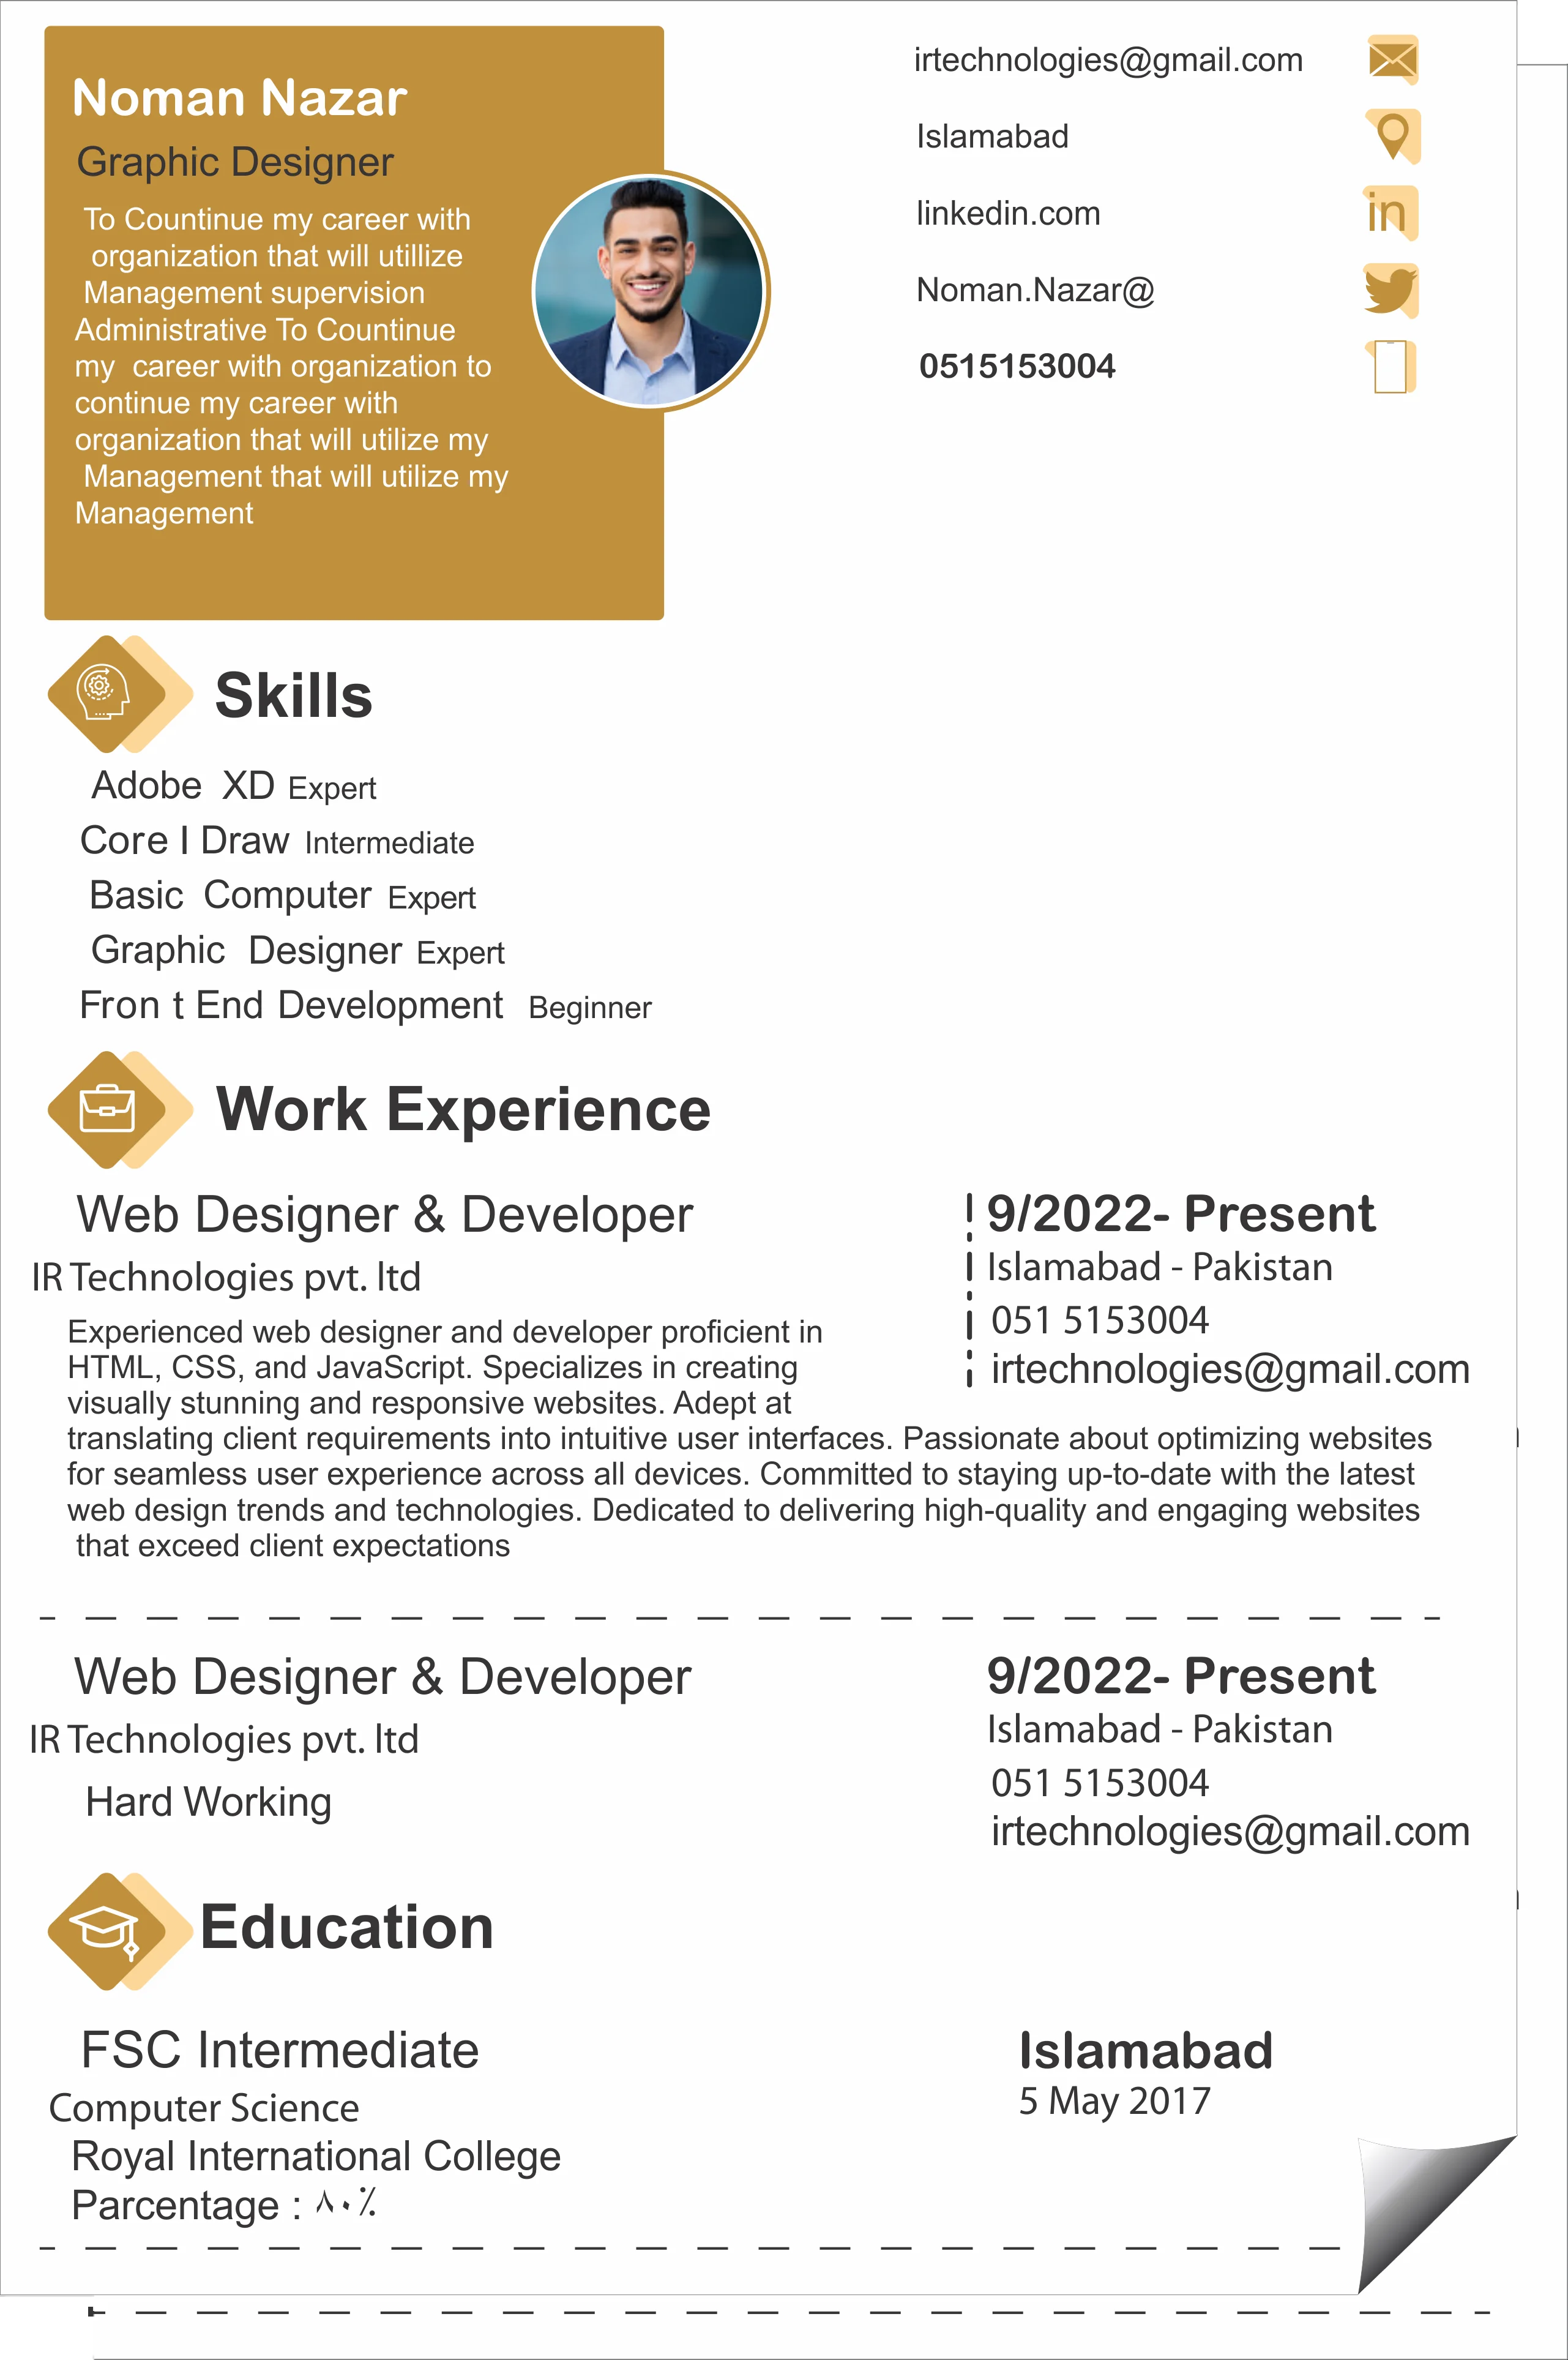 Noman Nazar
Graphic Designer
To Countinue my career with
organization that will utillize
Management supervision
Administrative To Countinue
my career with organization to
continue my career with
organization that will utilize my
Management that will utilize my
Management
irtechnologies@gmail.com
Islamabad
linkedin.com
in
Noman.Nazar@
0515153004
Skills
Adobe XD Expert
Core l Draw Intermediate
Basic Computer Expert
Graphic Designer Expert
Fron t End Development Beginner
Work Experience
Web Designer & Developer
IR Technologies pvt. ltd
9/2022- Present
Islamabad - Pakistan
051 5153004
irtechnologies@gmail.com
Experienced web designer and developer proficient in
HTML, CSS, and JavaScript. Specializes in creating
visually stunning and responsive websites. Adept at
translating client requirements into intuitive user interfaces. Passionate about optimizing websites
for seamless user experience across all devices. Committed to staying up-to-date with the latest
web design trends and technologies. Dedicated to delivering high-quality and engaging websites
that exceed client expectations
Web Designer & Developer
IR Technologies pvt. ltd
Hard Working
9/2022- Present
Islamabad - Pakistan
051 5153004
irtechnologies@gmail.com
Education
FSC Intermediate
Computer Science
Royal International College
Parcentage : ٨٠٪
Islamabad
5 May 2017